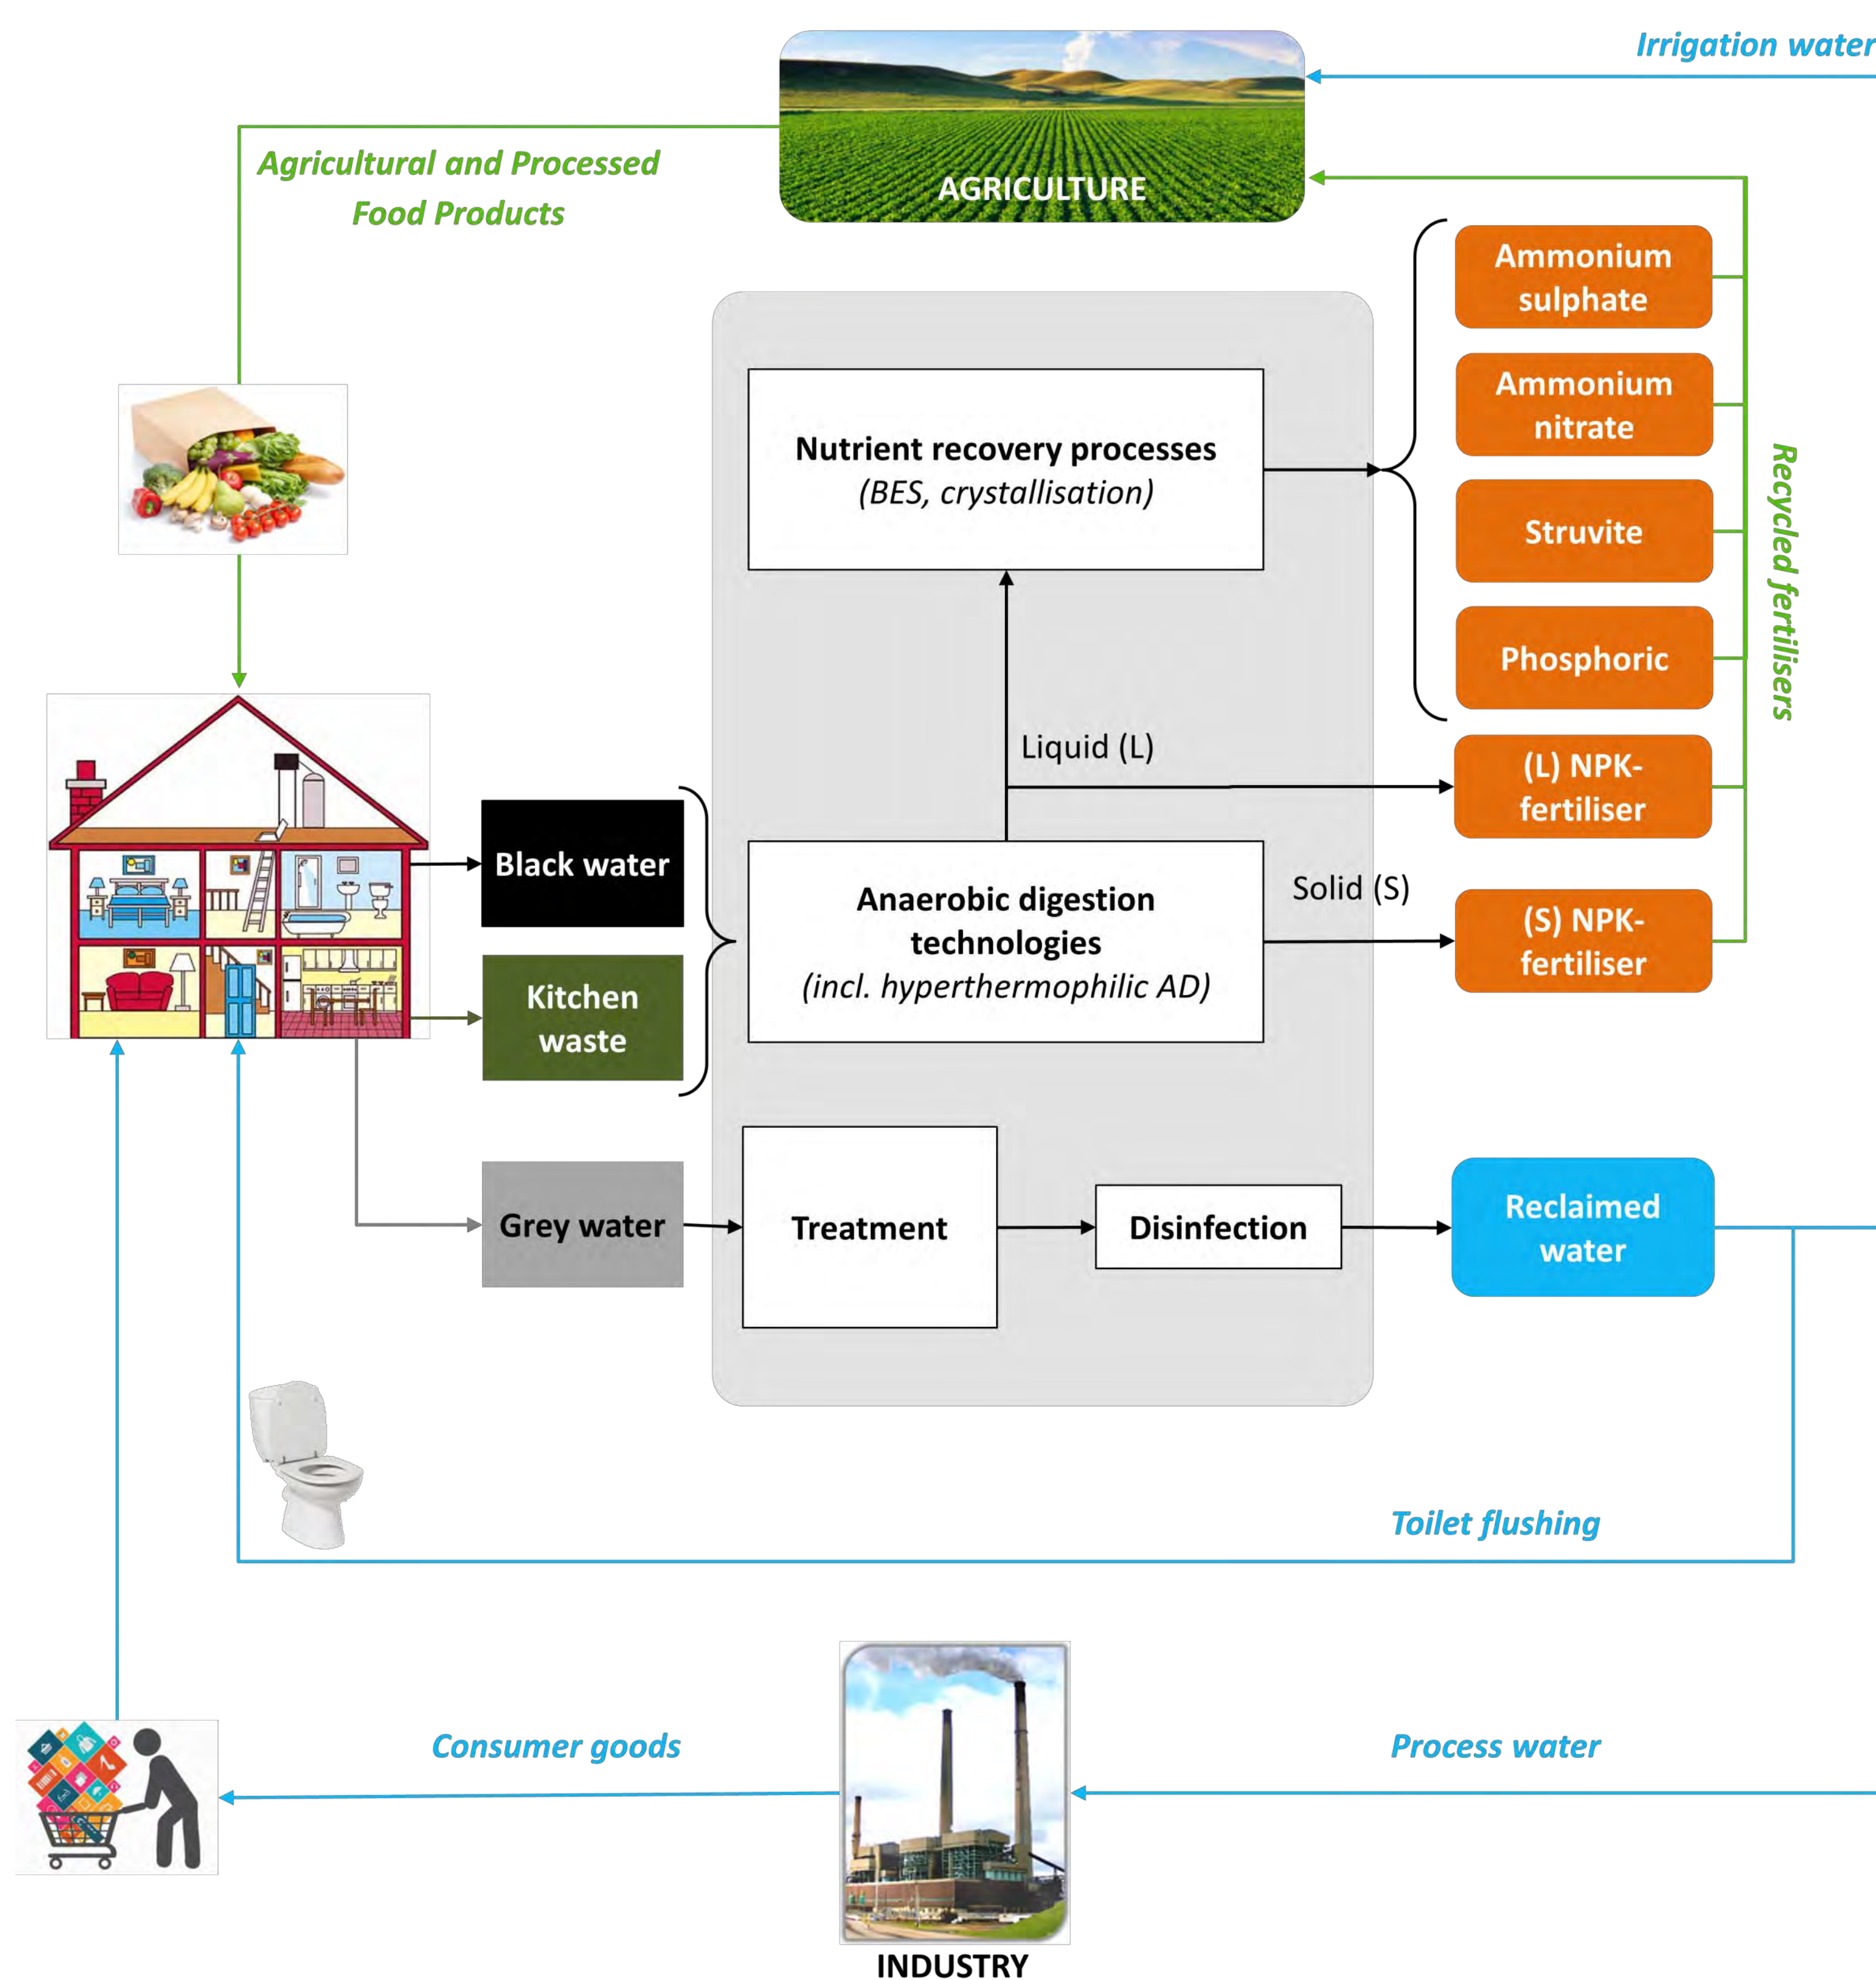 Irrigation water
Agricultural and Processed
Food Products
AGRICULTURE
Ammonium
sulphate
Ammonium
nitrate
Struvite
Phosphoric
Recycled fertilisers
Nutrient recovery processes
(BES, crystallisation)
Liquid (L)
(L) NPK-
fertiliser
Black water
Anaerobic digestion
technologies
(incl. hyperthermophilic AD)
Solid (S)
(S) NPK-
fertiliser
Kitchen
waste
Grey water
Treatment
Disinfection
Reclaimed
water
Toilet flushing
Consumer goods
Process water
INDUSTRY